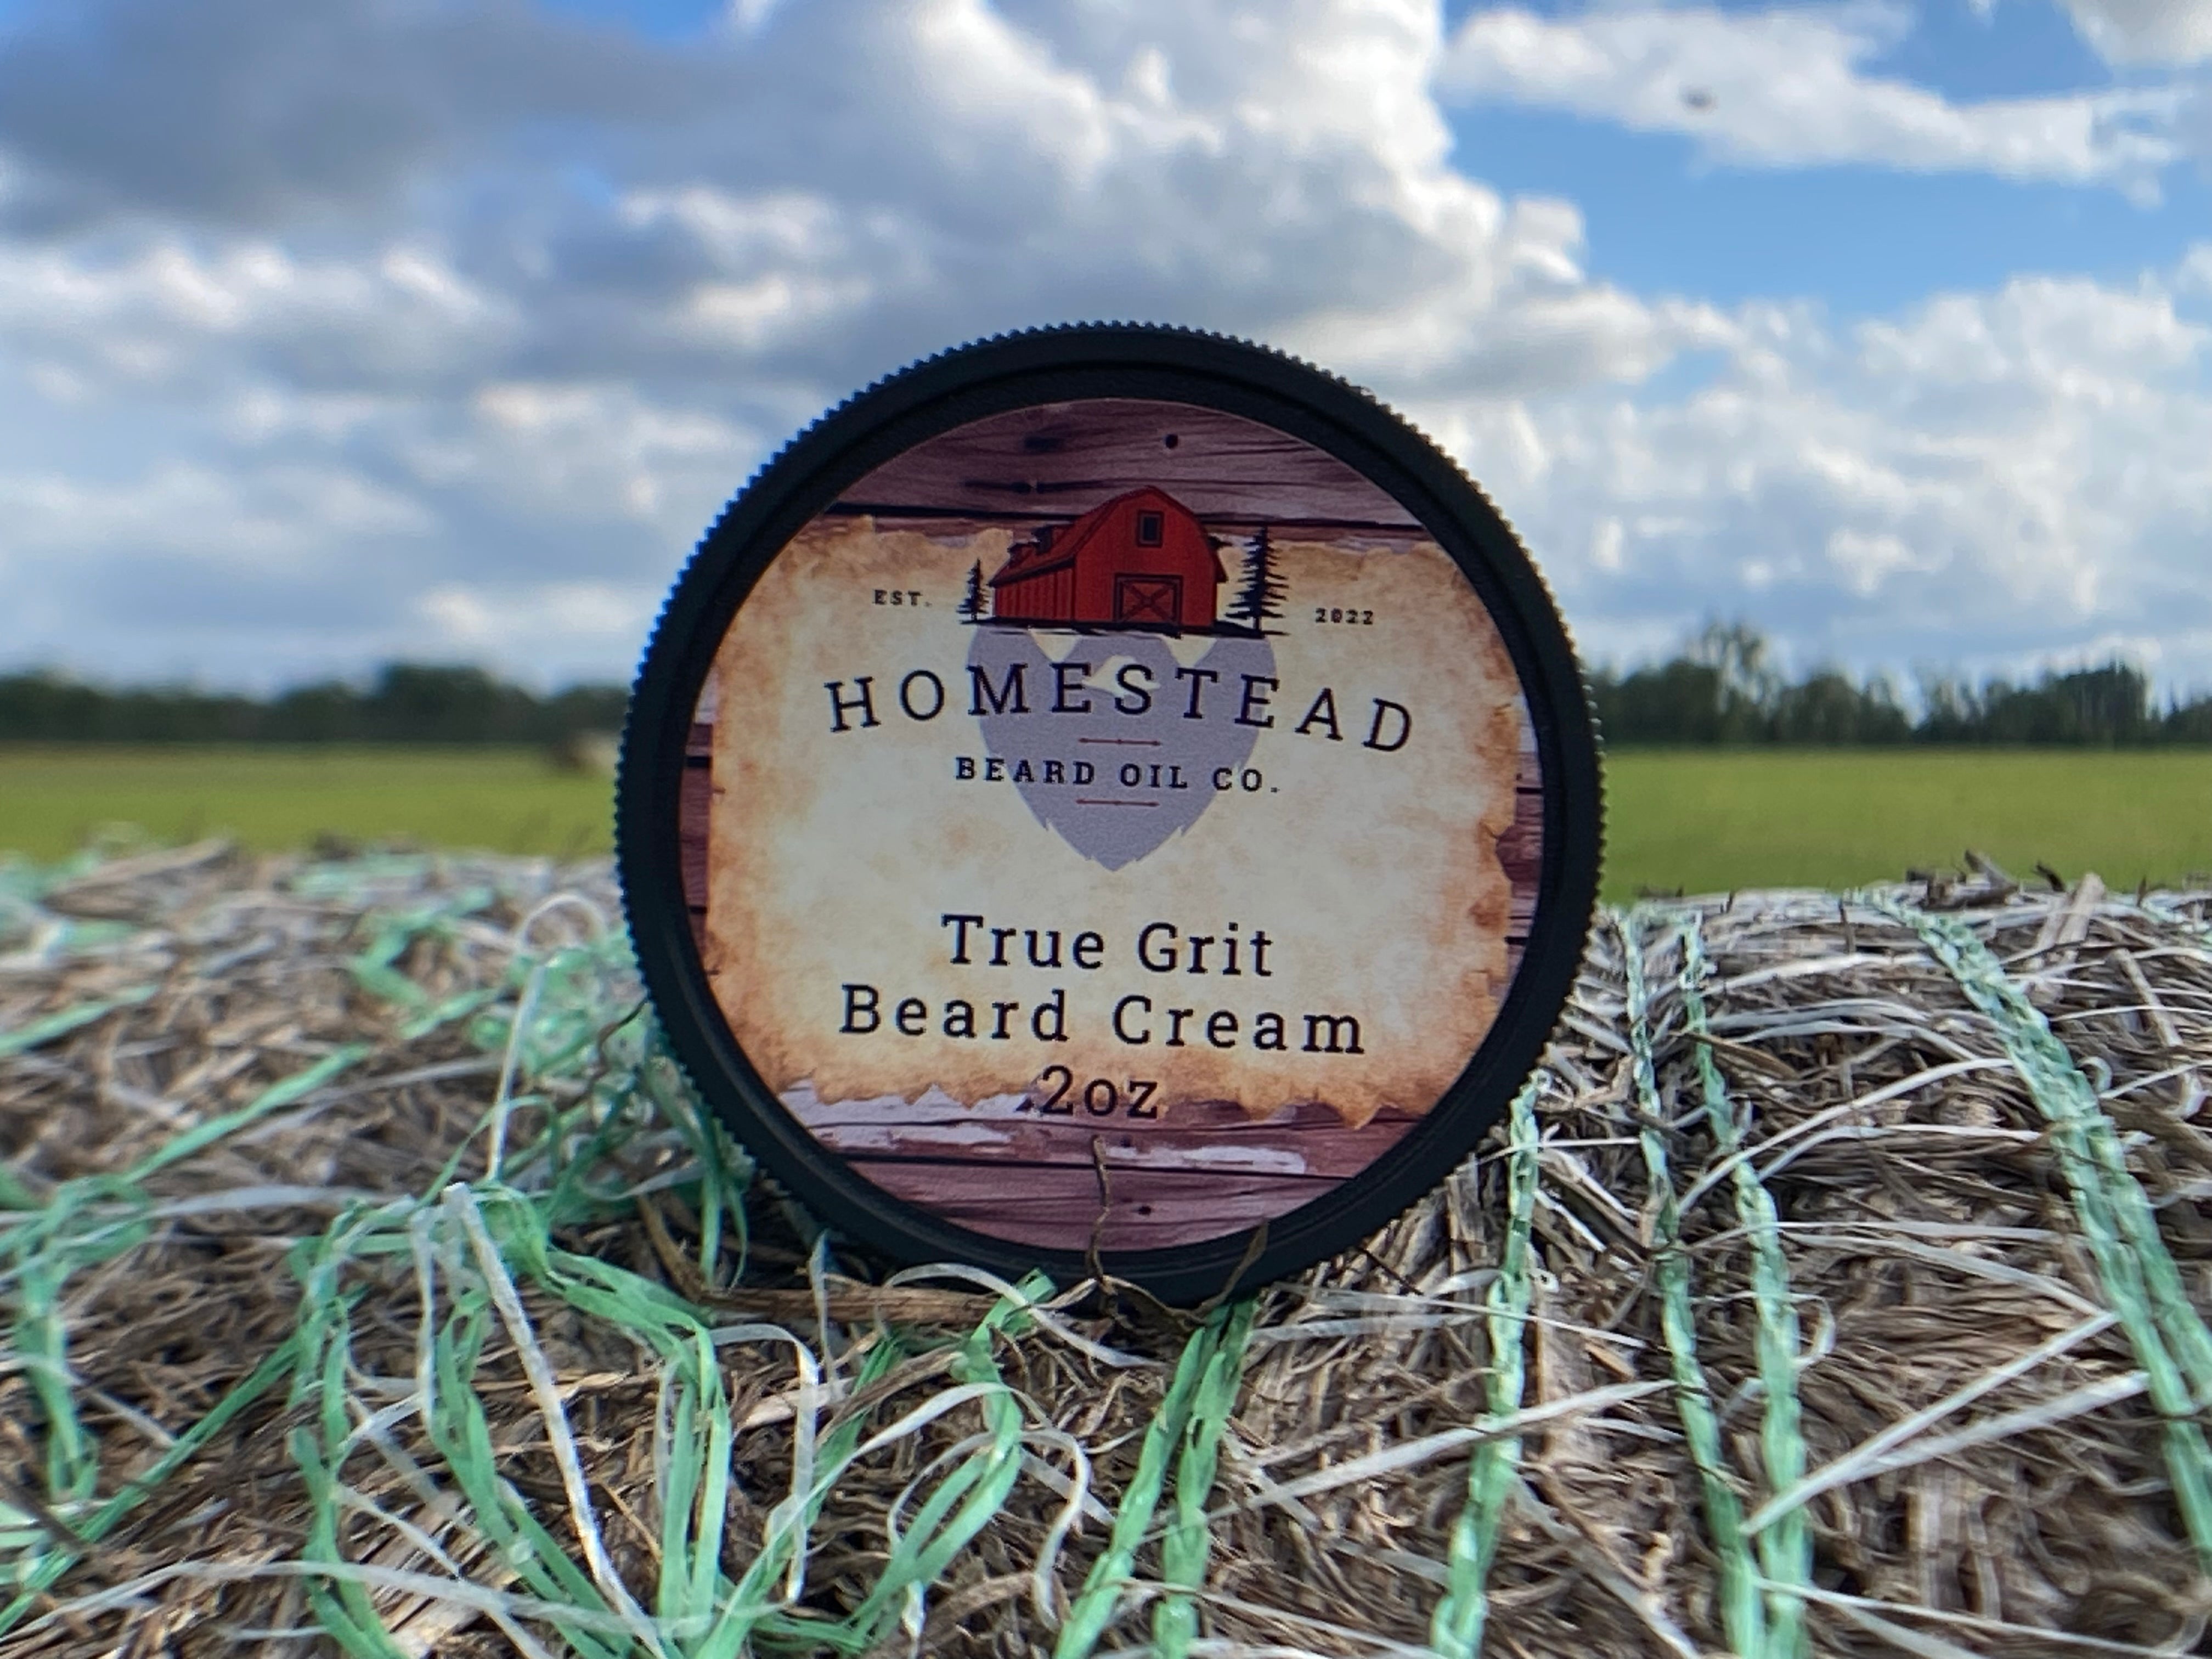 EST. 2022
HOMESTEAD
BEARD OIL CO.
True Grit
Beard Cream
2oz